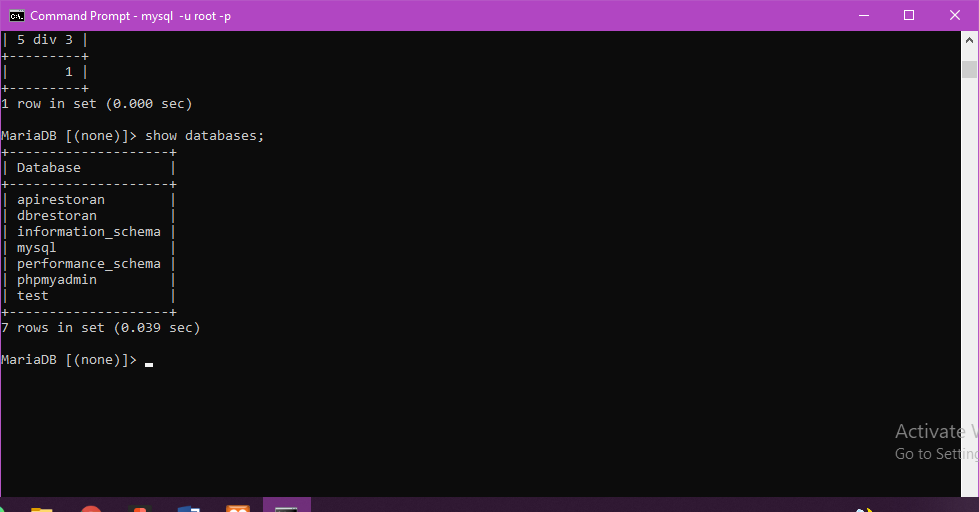 Command Prompt - mysql -u root -p
| 5 div 3 |
+---------+
|       1 |
+---------+
1 row in set (0.000 sec)
MariaDB [(none)]> show databases;
+--------------------+
| Database           |
+--------------------+
| apirestoran        |
| dbrestoran         |
| information_schema |
| mysql              |
| performance_schema |
| phpmyadmin         |
| test               |
+--------------------+
7 rows in set (0.039 sec)
MariaDB [(none)]>
Activate
Go to Setting